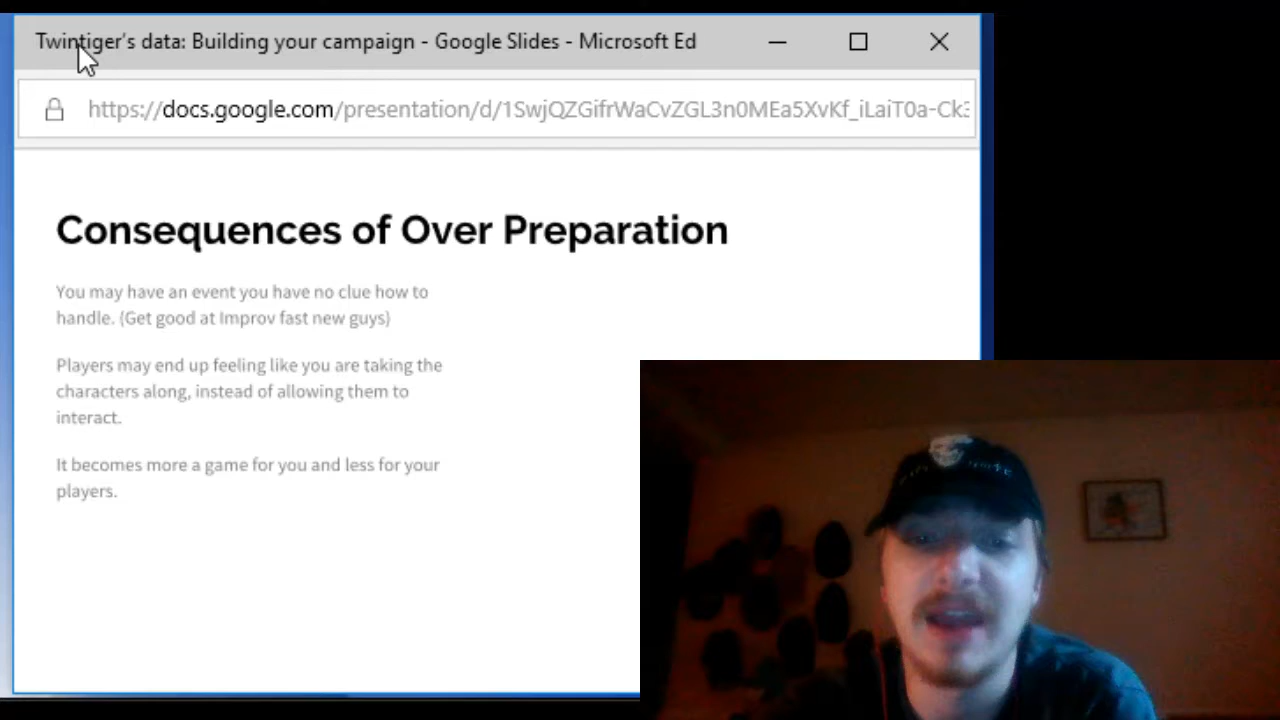 Twintiger's data: Building your campaign - Google Slides - Microsoft Ed
https://docs.google.com/presentation/d/1SwjQZGifrWaCvZGL3n0MEa5XvKf_iLaiT0a-Ck3
Consequences of Over Preparation
You may have an event you have no clue how to
handle. (Get good at Improv fast new guys)
Players may end up feeling like you are taking the
characters along, instead of allowing them to
interact.
It becomes more a game for you and less for your
players.